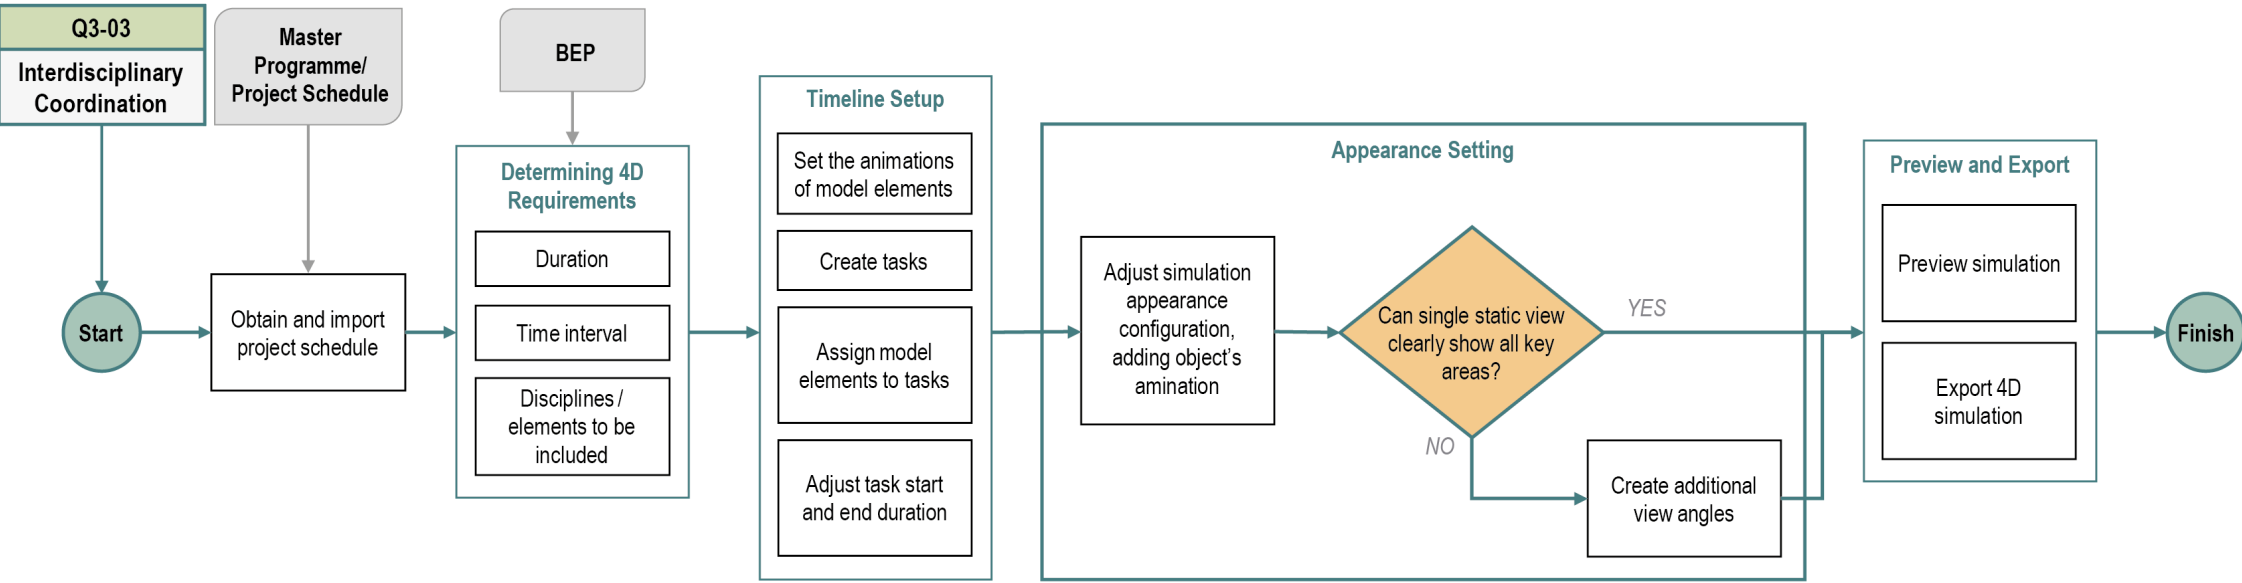 Q3-03
Interdisciplinary
Coordination
Master
Programme/
Project Schedule
BEP
Start
Obtain and import
project schedule
Determining 4D
Requirements
Duration
Time interval
Disciplines /
elements to be
included
Timeline Setup
Set the animations
of model elements
Create tasks
Assign model
elements to tasks
Adjust task start
and end duration
Appearance Setting
Adjust simulation
appearance
configuration,
adding object's
amination
Can single static view
clearly show all key
areas?
YES
NO
Create additional
view angles
Preview and Export
Preview simulation
Export 4D
simulation
Finish